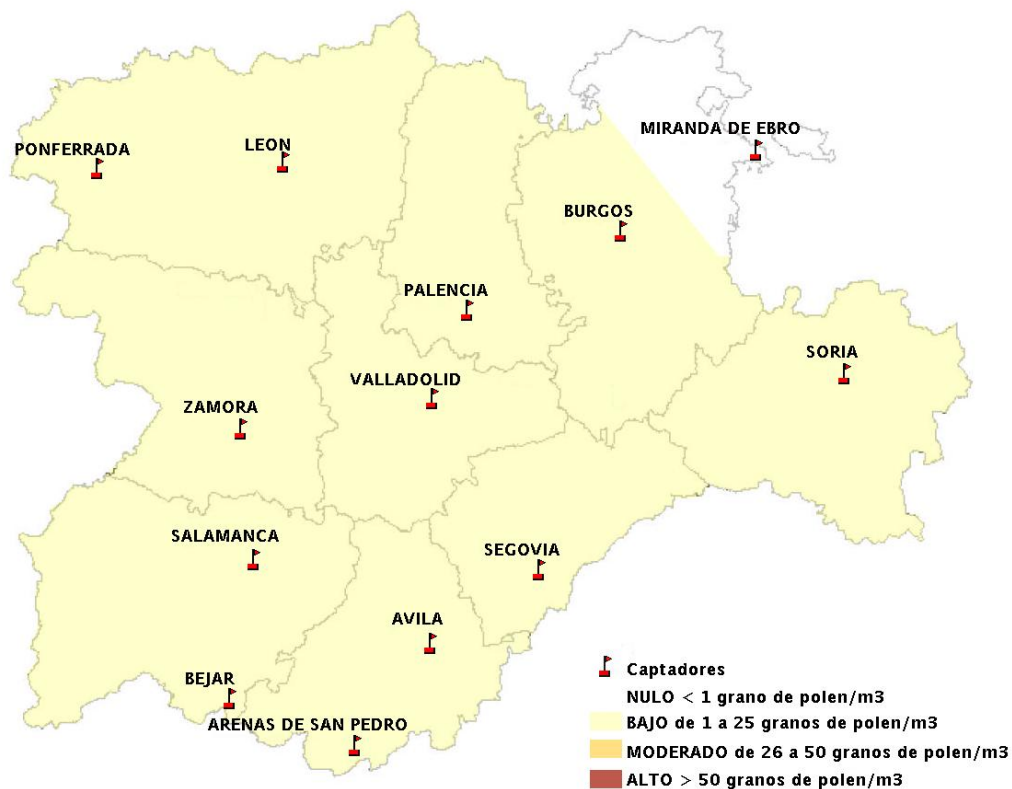 MIRANDA DE EBRO
PONFERRADA
LEON
BURGOS
PALENCIA
SORIA
VALLADOLID
ZAMORA
SALAMANCA
SEGOVIA
AVILA
BEJAR
ARENAS DE SAN PEDRO
Captadores
NULO < 1 grano de polen/m3
BAJO de 1 a 25 granos de polen/m3
MODERADO de 26 a 50 granos de polen/m3
ALTO > 50 granos de polen/m3